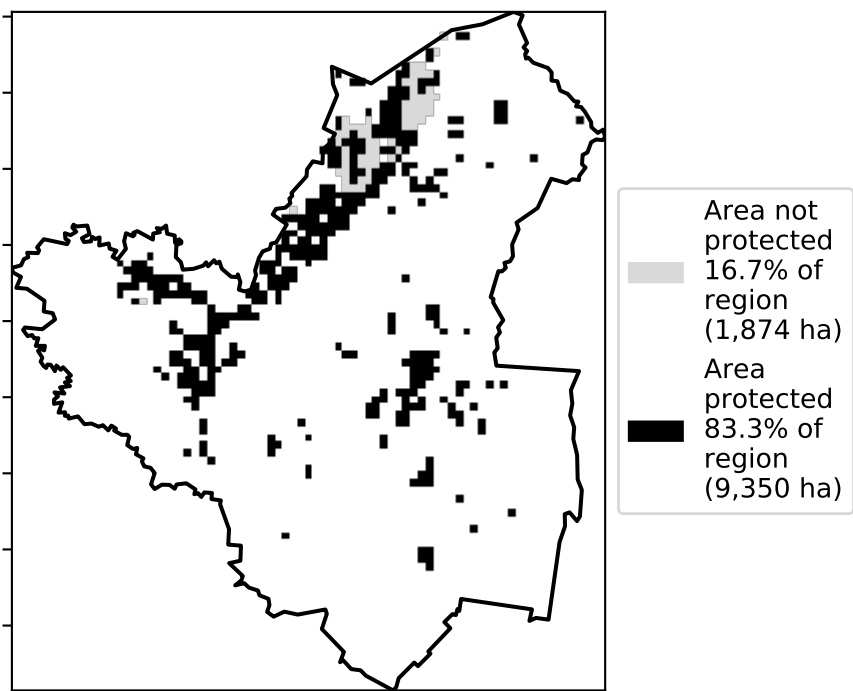 Area not
protected
16.7% of
region
(1,874 ha)
Area
protected
83.3% of
region
(9,350 ha)